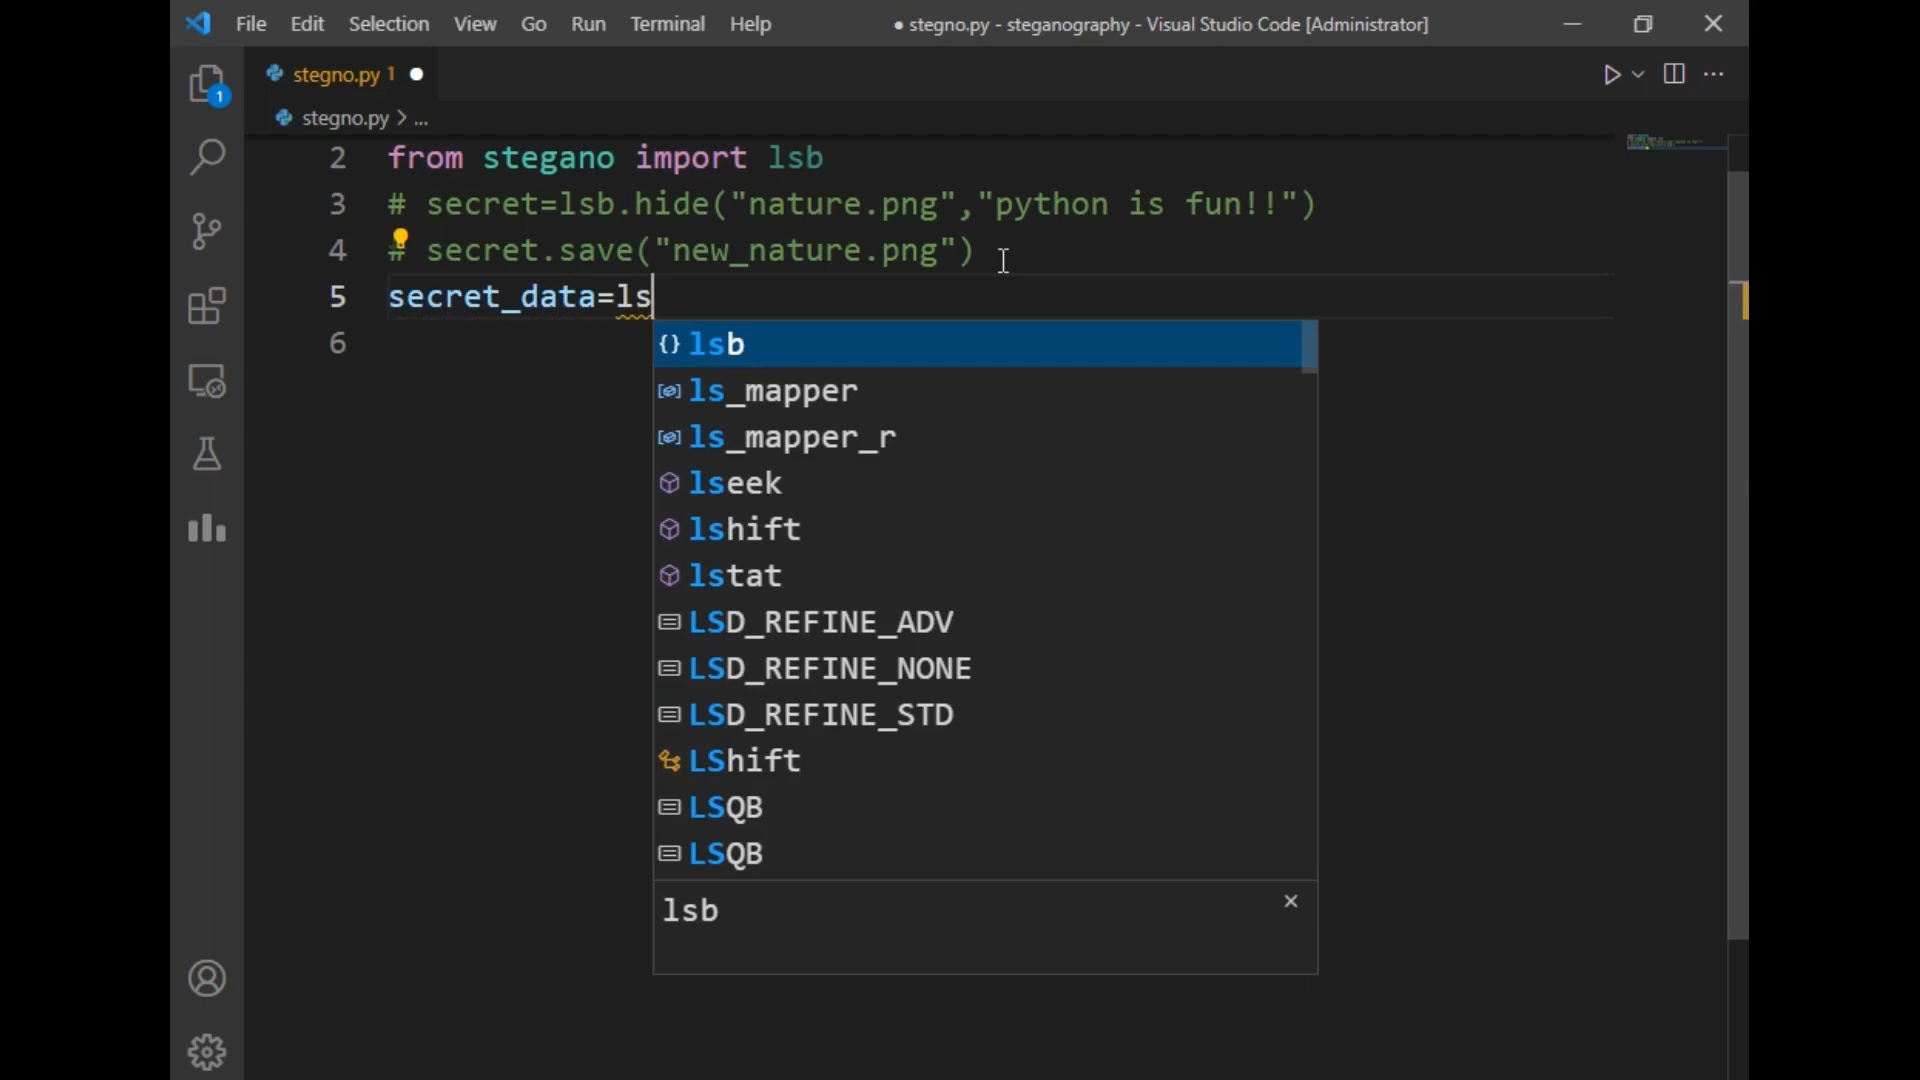 File Edit Selection View Go Run Terminal Help ● stegno.py - steganography - Visual Studio Code [Administrator]
1
stegno.py 1 ●
stegno.py > ...
2 from stegano import lsb
3 # secret=lsb.hide("nature.png","python is fun!!")
4 # secret.save("new_nature.png")
5 secret_data=ls
6
lsb
ls_mapper
ls_mapper_r
lseek
lshift
lstat
LSD_REFINE_ADV
LSD_REFINE_NONE
LSD_REFINE_STD
LShift
LSQB
LSQB
lsb